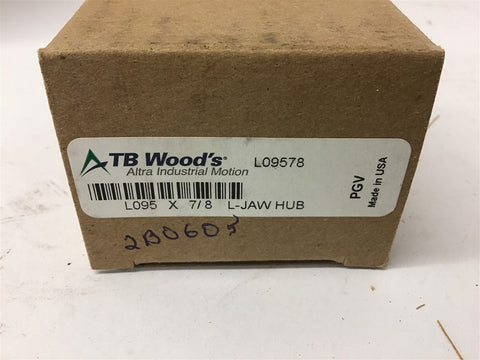 TB Wood's® L09578
Altra Industrial Motion
L095 X 7/8 L-JAW HUB
PGV
Made in USA
2B0605